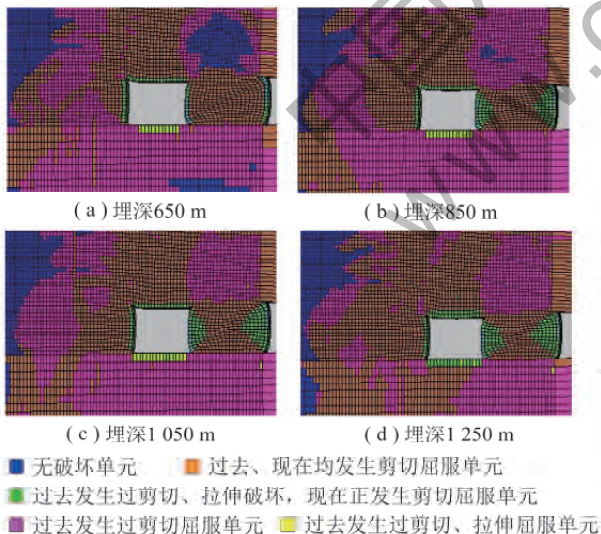 (a)埋深650 m
(b)埋深850 m
(c)埋深1 050 m
(d)埋深1 250 m
无破坏单元 过去、现在均发生剪切屈服单元
过去发生过剪切、拉伸破坏，现在正发生剪切屈服单元
过去发生过剪切屈服单元 过去发生过剪切、拉伸屈服单元
中国
www.